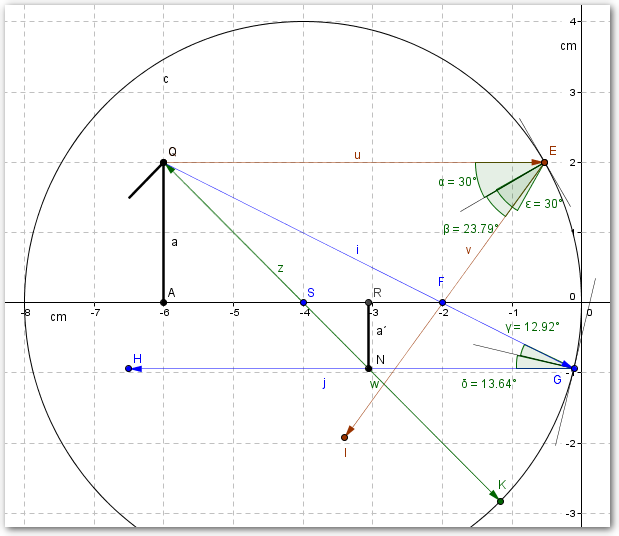 4
cm
c
3
Q
u
E
2
α = 30°
ε = 30°
β = 23.79°
a
v
1
i
z
A
S
R
F
0
-8 -7 -6 -5 -4 -3 -2 -1 0
cm
a´
γ = 12.92°
H
N
G
-1
j
w
δ = 13.64°
I
-2
K
-3